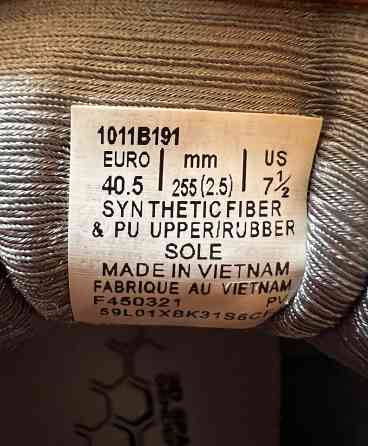 1011B191
EURO mm US
40.5 255(2.5) 7½
SYNTHETIC FIBER
& PU UPPER/RUBBER
SOLE
MADE IN VIETNAM
FABRIQUE AU VIETNAM
F450321 PV